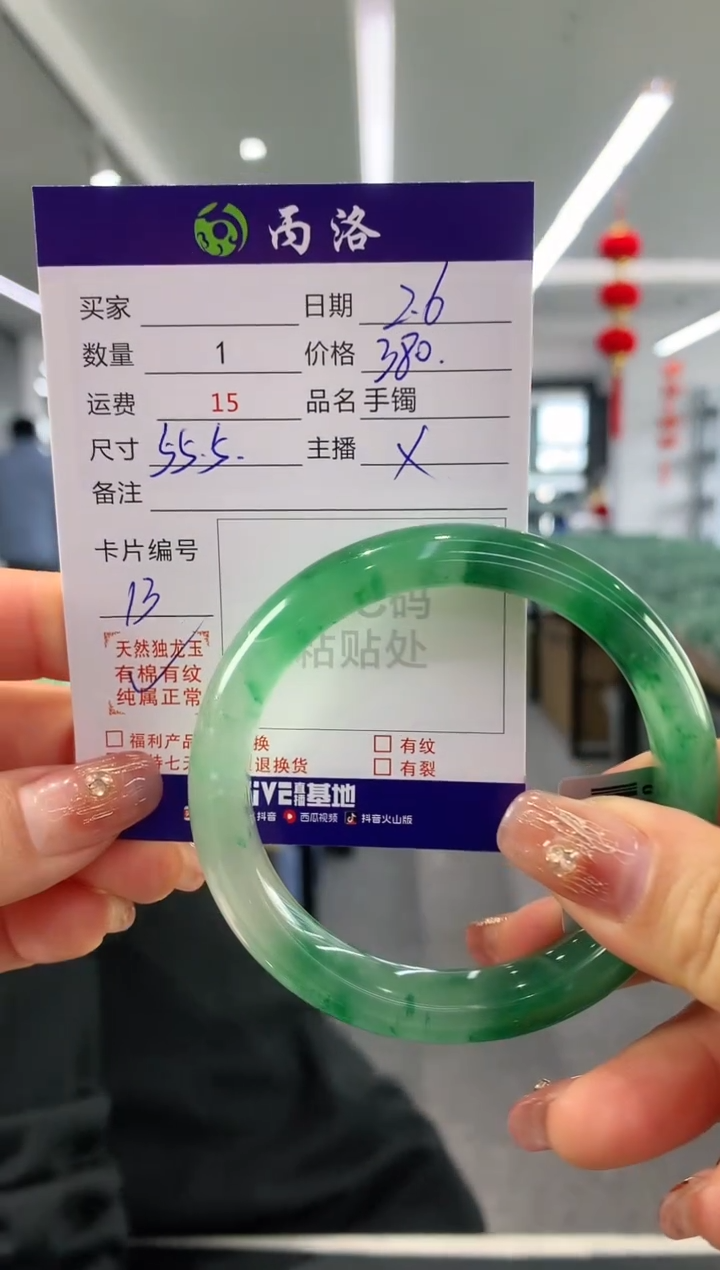 丙洛
买家 日期 2.6
数量 1 价格 380.
运费 15 品名 手镯
尺寸 55.5. 主播 X
备注
卡片编号
13
码
粘贴处
天然独龙玉
有棉有纹
纯属正常
福利产品 换 有纹
七天 退换货 有裂
直播基地
抖音 西瓜视频 抖音火山版